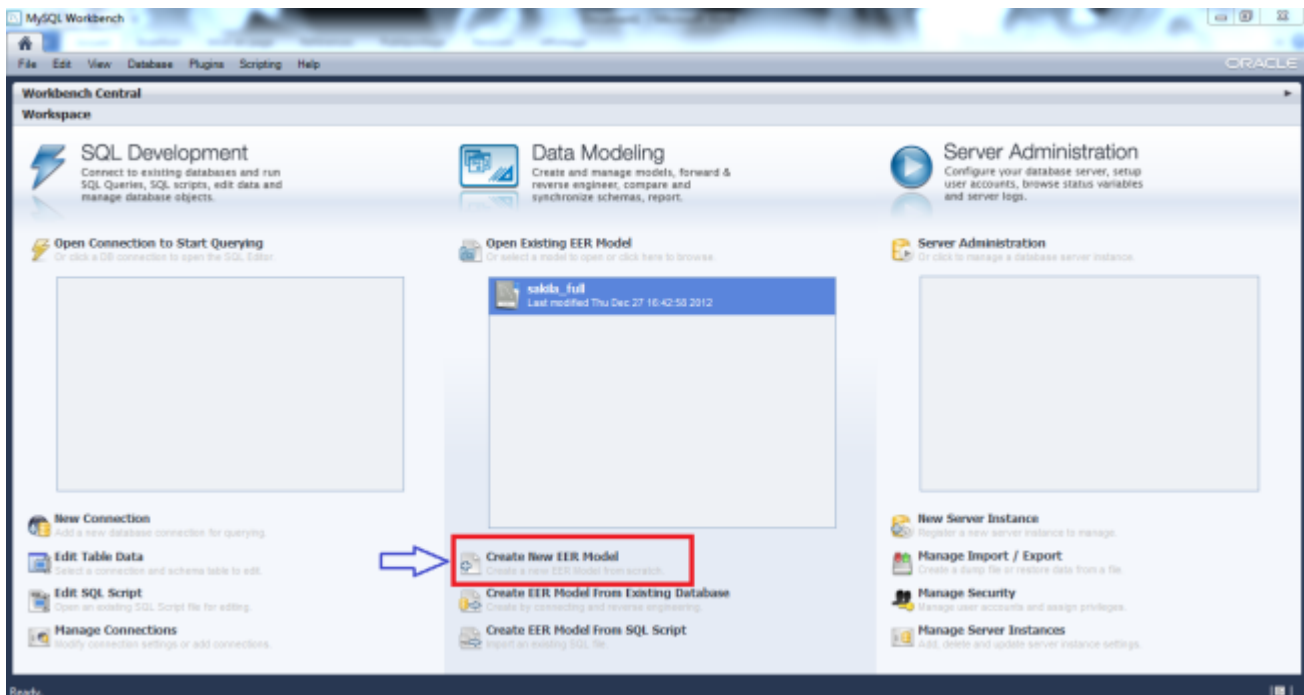 MySQL Workbench
File Edit View Database Plugins Scripting Help
ORACLE
Workbench Central
Workspace
SQL Development
Connect to existing databases and run
SQL Queries, SQL scripts, edit data and
manage database objects.
Open Connection to Start Querying
Or click a DB connection to open the SQL Editor.
New Connection
Add a new database connection for querying.
Edit Table Data
Select a connection and schema table to edit.
Edit SQL Script
Open an existing SQL Script file for editing.
Manage Connections
Modify connection settings or add connections.
Data Modeling
Create and manage models, forward &
reverse engineer, compare and
synchronize schemas, report.
Open Existing EER Model
Or select a model to open or click here to browse.
sakila_full
Last modified Thu Dec 27 16:42:58 2012
Create New EER Model
Create a new EER Model from scratch.
Create EER Model From Existing Database
Create by connecting and reverse engineering.
Create EER Model From SQL Script
Import an existing SQL file.
Server Administration
Configure your database server, setup
user accounts, browse status variables
and server logs.
Server Administration
Or click to manage a database server instance.
New Server Instance
Register a new server instance to manage.
Manage Import / Export
Create a dump file or restore data from a file.
Manage Security
Manage user accounts and assign privileges.
Manage Server Instances
Add, delete and update server instance settings.
Ready.